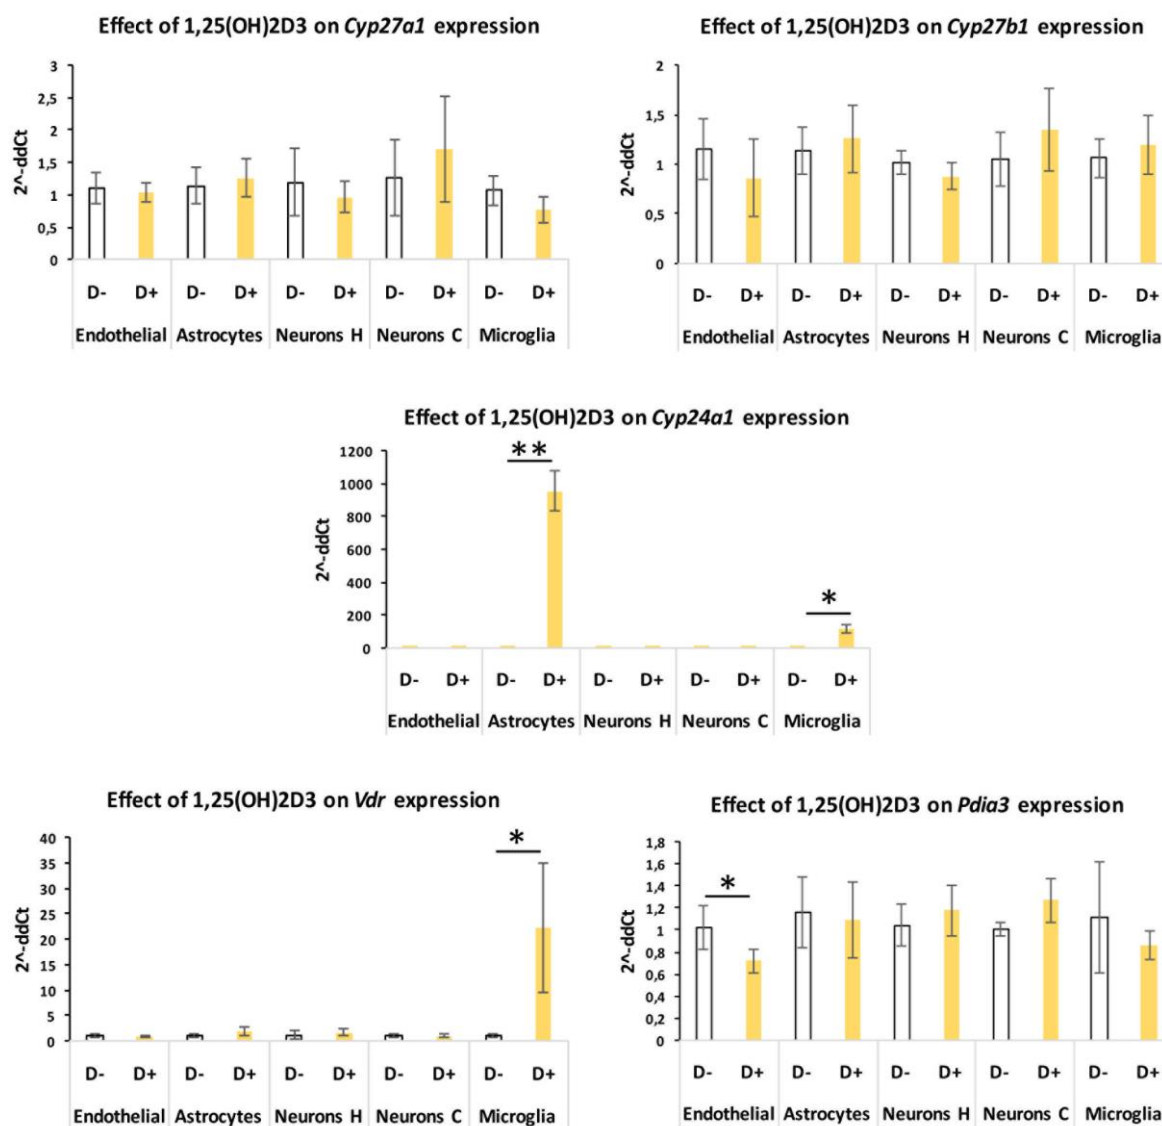 Effect of 1,25(OH)2D3 on Cyp27a1 expression
2^-ddCt
3
2,5
2
1,5
1
0,5
0
D- D+ D- D+ D- D+ D- D+ D- D+
Endothelial Astrocytes Neurons H Neurons C Microglia
Effect of 1,25(OH)2D3 on Cyp27b1 expression
2^-ddCt
2
1,5
1
0,5
0
D- D+ D- D+ D- D+ D- D+ D- D+
Endothelial Astrocytes Neurons H Neurons C Microglia
Effect of 1,25(OH)2D3 on Cyp24a1 expression
2^-ddCt
1200
1000
800
600
400
200
0
**
*
D- D+ D- D+ D- D+ D- D+ D- D+
Endothelial Astrocytes Neurons H Neurons C Microglia
Effect of 1,25(OH)2D3 on Vdr expression
2^-ddCt
40
35
30
25
20
15
10
5
0
*
D- D+ D- D+ D- D+ D- D+ D- D+
Endothelial Astrocytes Neurons H Neurons C Microglia
Effect of 1,25(OH)2D3 on Pdia3 expression
2^-ddCt
1,8
1,6
1,4
1,2
1
0,8
0,6
0,4
0,2
0
*
D- D+ D- D+ D- D+ D- D+ D- D+
Endothelial Astrocytes Neurons H Neurons C Microglia